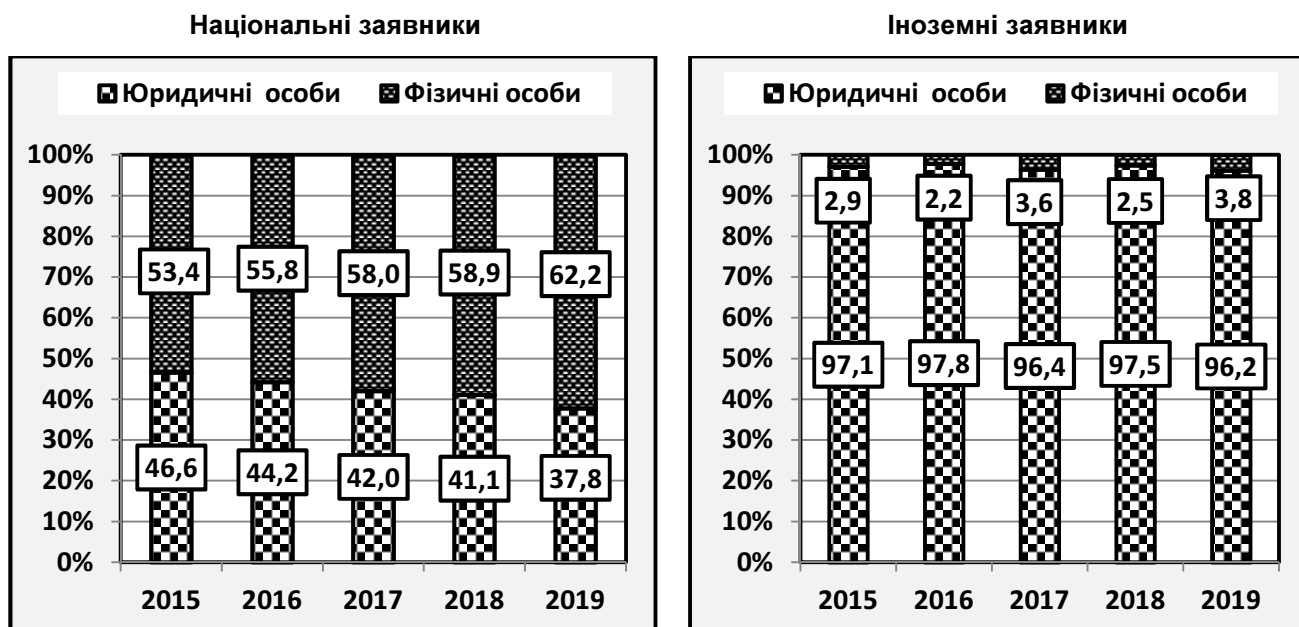 Національні заявники
Юридичні особи Фізичні особи
100%
90%
80%
70%
60%
50%
40%
30%
20%
10%
0%
53,4 55,8 58,0 58,9 62,2
46,6 44,2 42,0 41,1 37,8
2015 2016 2017 2018 2019
Іноземні заявники
Юридичні особи Фізичні особи
100%
90%
80%
70%
60%
50%
40%
30%
20%
10%
0%
2,9 2,2 3,6 2,5 3,8
97,1 97,8 96,4 97,5 96,2
2015 2016 2017 2018 2019